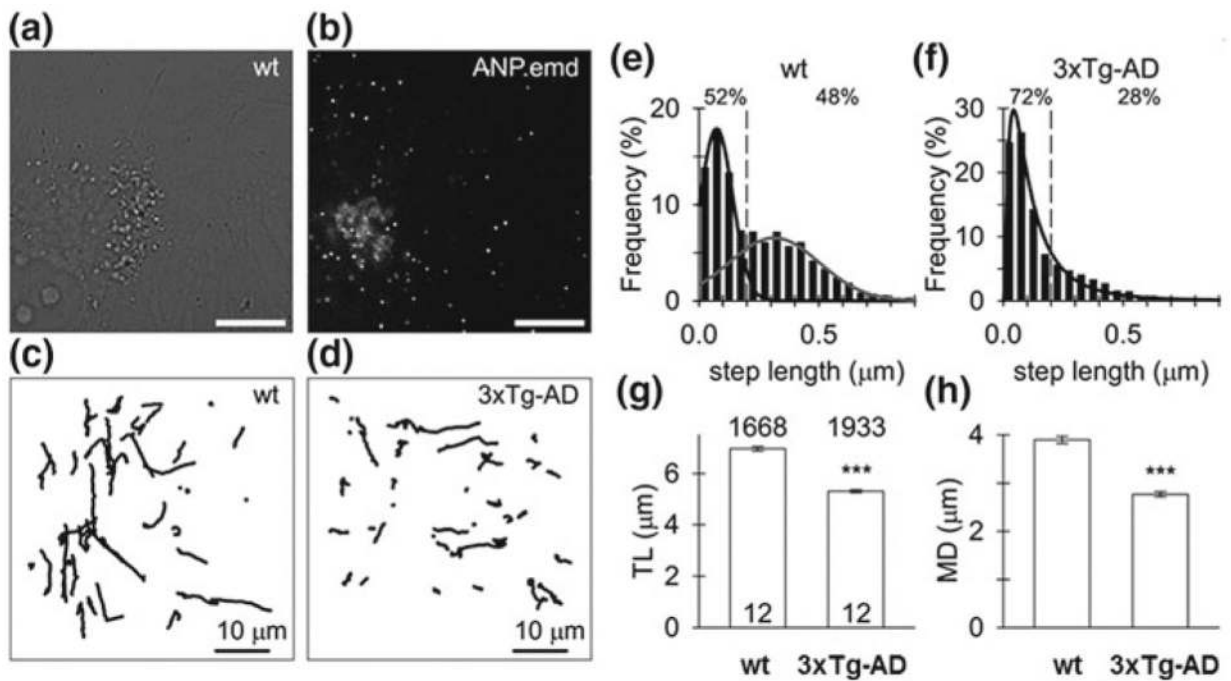 (a)
wt
(b)
ANP.emd
(c)
wt
10 μm
(d)
3xTg-AD
10 μm
(e)
wt
52%
48%
20
10
0
Frequency (%)
0.0
0.5
step length (μm)
(f)
3xTg-AD
72%
28%
30
20
10
0
Frequency (%)
0.0
0.5
step length (μm)
(g)
1668
1933
***
6
4
2
0
TL (μm)
12
12
wt
3xTg-AD
(h)
***
4
2
0
MD (μm)
wt
3xTg-AD